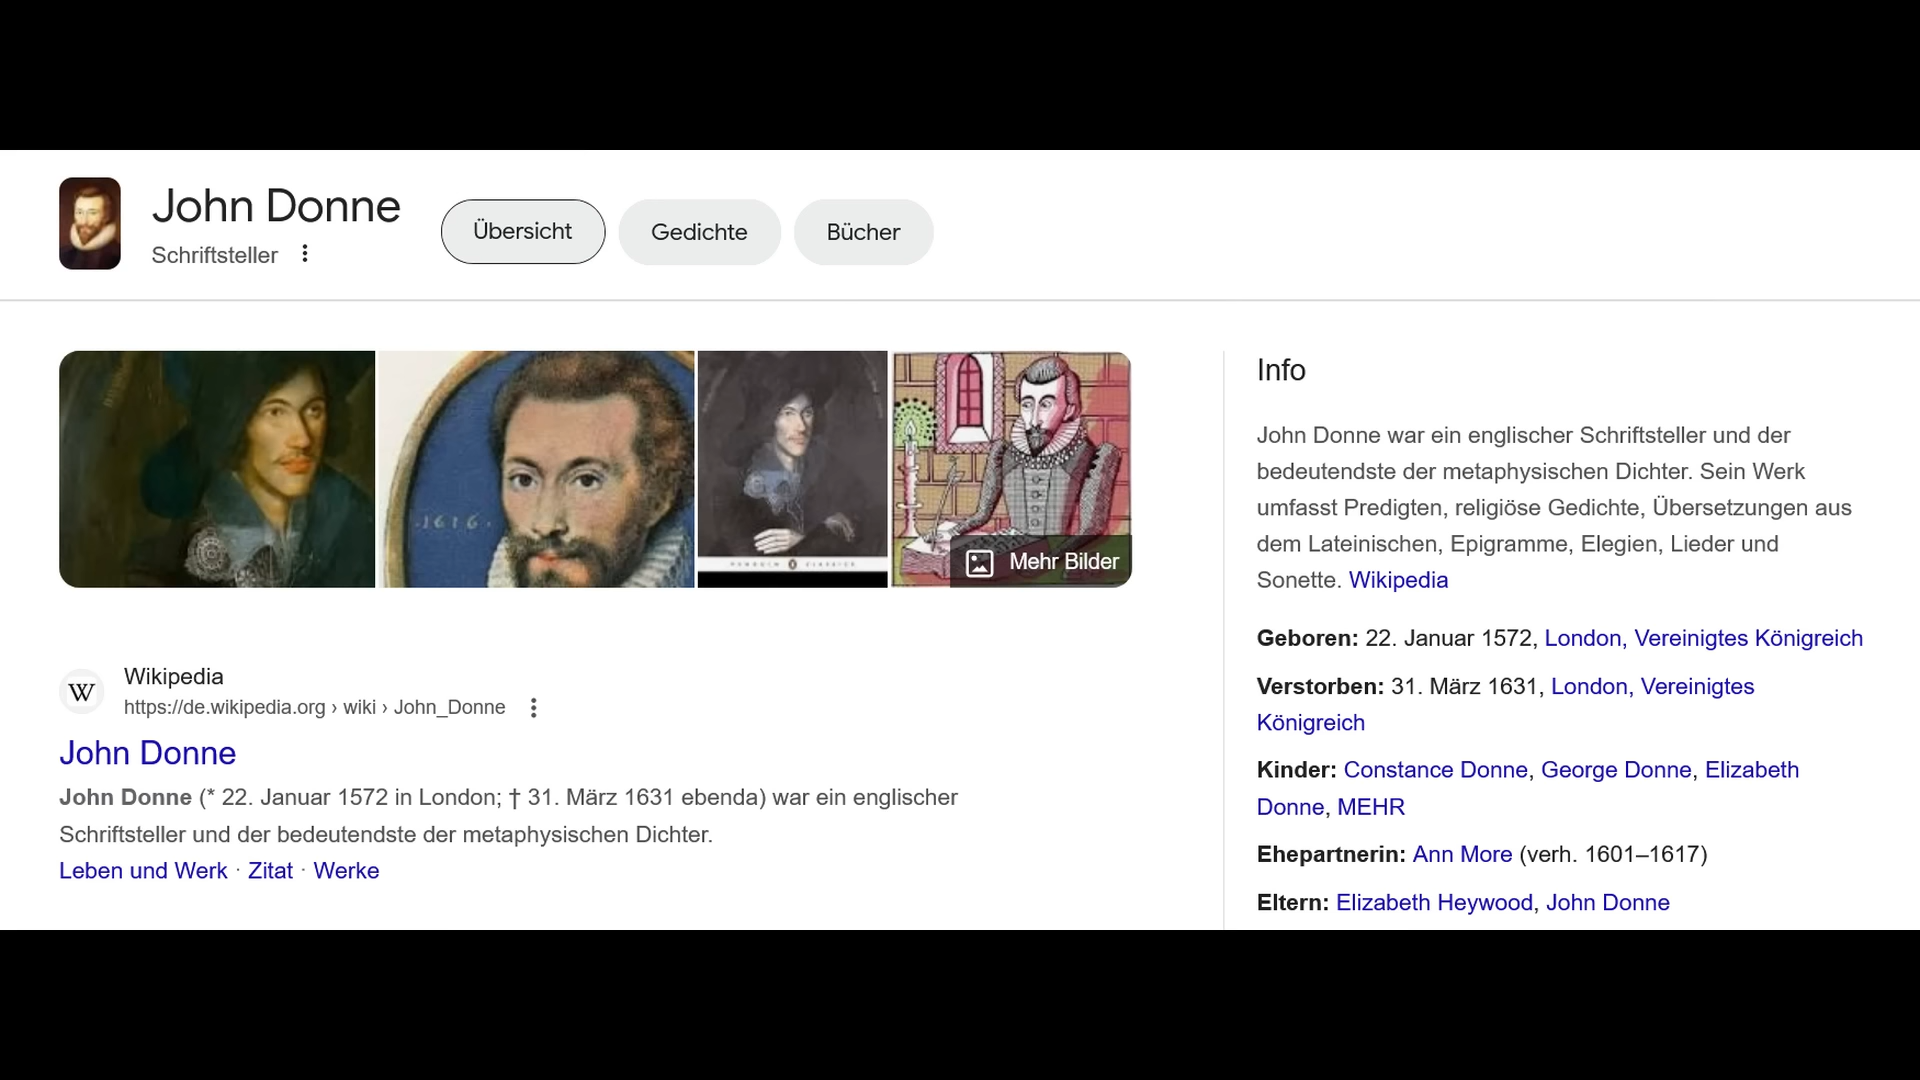 John Donne
Schriftsteller
Übersicht
Gedichte
Bücher
·1616·
PENGUIN CLASSICS
Mehr Bilder
W
Wikipedia
https://de.wikipedia.org › wiki › John_Donne
John Donne
John Donne (* 22. Januar 1572 in London; † 31. März 1631 ebenda) war ein englischer
Schriftsteller und der bedeutendste der metaphysischen Dichter.
Leben und Werk · Zitat · Werke
Info
John Donne war ein englischer Schriftsteller und der
bedeutendste der metaphysischen Dichter. Sein Werk
umfasst Predigten, religiöse Gedichte, Übersetzungen aus
dem Lateinischen, Epigramme, Elegien, Lieder und
Sonette. Wikipedia
Geboren: 22. Januar 1572, London, Vereinigtes Königreich
Verstorben: 31. März 1631, London, Vereinigtes
Königreich
Kinder: Constance Donne, George Donne, Elizabeth
Donne, MEHR
Ehepartnerin: Ann More (verh. 1601–1617)
Eltern: Elizabeth Heywood, John Donne